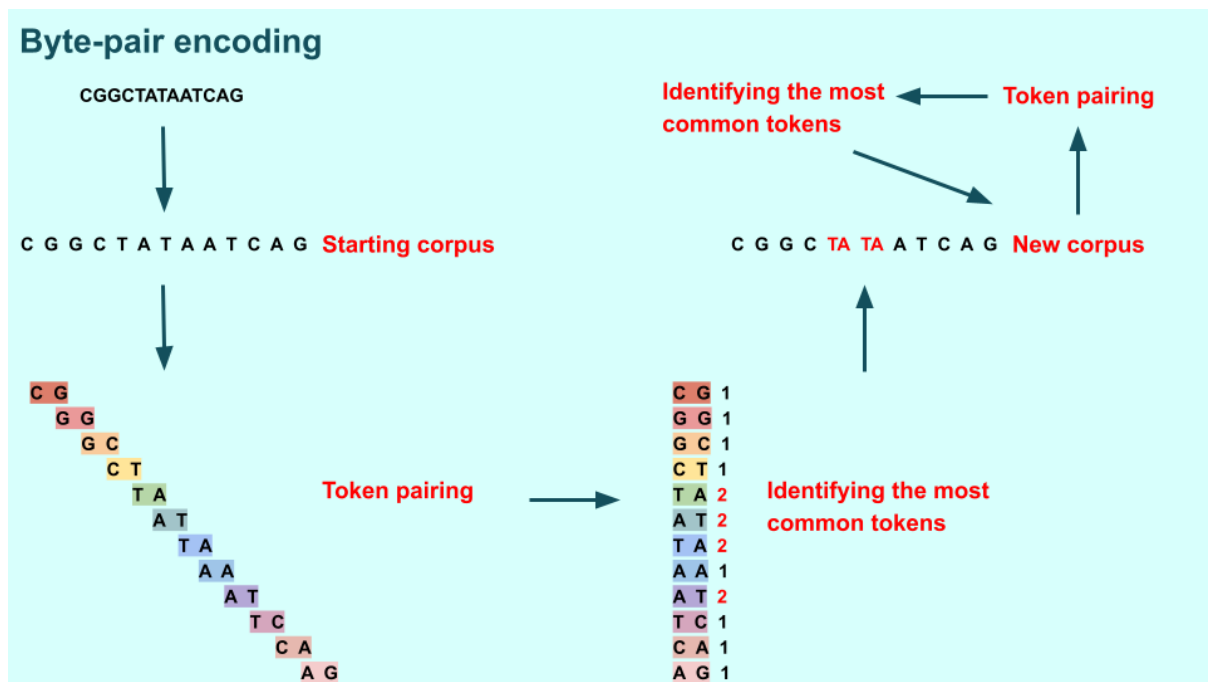 Byte-pair encoding
CGGCTATAATCAG
C G G C T A T A A T C A G Starting corpus
C G
G G
G C
C T
T A
A T
T A
A A
A T
T C
C A
A G
Token pairing
C G 1
G G 1
G C 1
C T 1
T A 2
A T 2
T A 2
A A 1
A T 2
T C 1
C A 1
A G 1
Identifying the most
common tokens
C G G C TA TA A T C A G New corpus
Token pairing
Identifying the most
common tokens